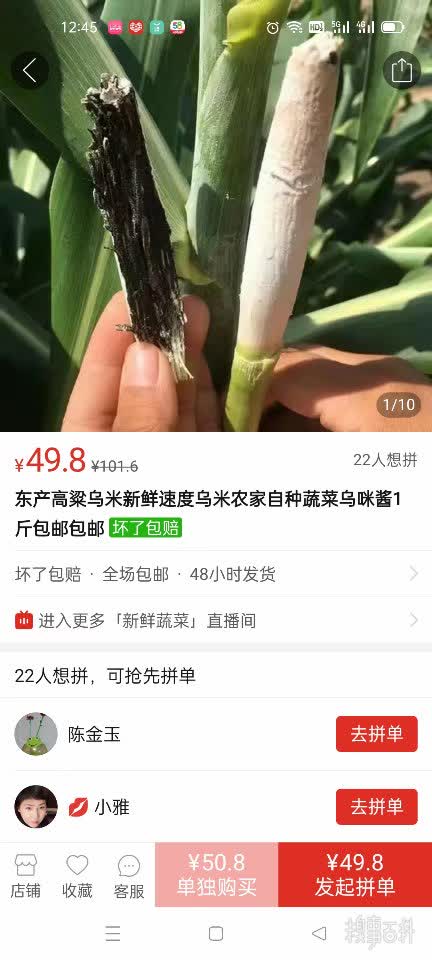 12:45
HD 5G 4G
1/10
¥49.8 ¥101.6
22人想拼
东产高粱乌米新鲜速度乌米农家自种蔬菜乌咪酱1
斤包邮包邮 坏了包赔
坏了包赔 · 全场包邮 · 48小时发货
进入更多「新鲜蔬菜」直播间
22人想拼，可抢先拼单
陈金玉
去拼单
小雅
去拼单
店铺
收藏
客服
¥50.8
单独购买
¥49.8
发起拼单
糗事百科